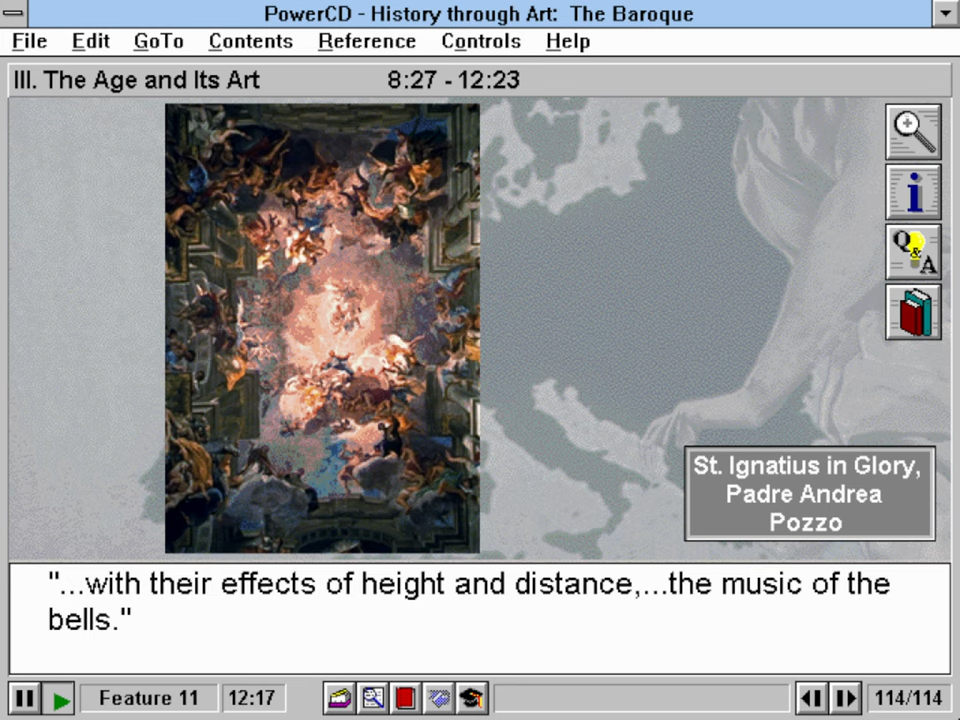 PowerCD - History through Art: The Baroque
File Edit GoTo Contents Reference Controls Help
III. The Age and Its Art 8:27 - 12:23
i
Q & A
St. Ignatius in Glory,
Padre Andrea
Pozzo
"...with their effects of height and distance,...the music of the
bells."
Feature 11 12:17 114/114